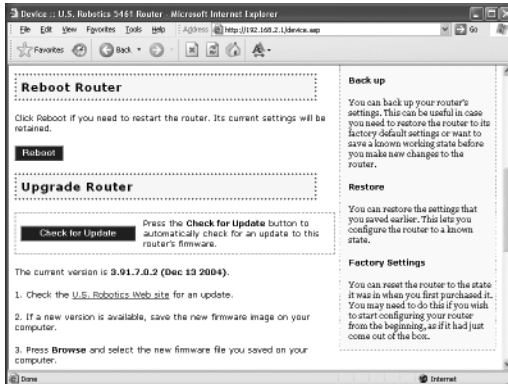 Device :: U.S. Robotics 5461 Router - Microsoft Internet Explorer
File Edit View Favorites Tools Help Address http://192.168.2.1/device.asp Go
Favorites Back
Reboot Router
Click Reboot if you need to restart the router. Its current settings will be
retained.
Reboot
Upgrade Router
Check for Update
Press the Check for Update button to
automatically check for an update to this
router's firmware.
The current version is 3.91.7.0.2 (Dec 13 2004).
1. Check the U.S. Robotics Web site for an update.
2. If a new version is available, save the new firmware image on your
computer.
3. Press Browse and select the new firmware file you saved on your
computer.
Back up
You can back up your router's
settings. This can be useful in case
you need to restore the router to its
factory default settings or want to
save a known working state before
you make new changes to the
router.
Restore
You can restore the settings that
you saved earlier. This lets you
configure the router to a known
state.
Factory Settings
You can reset the router to the state
it was in when you first purchased it.
You may need to do this if you wish
to start configuring your router
from the beginning, as if it had just
come out of the box.
Done
Internet